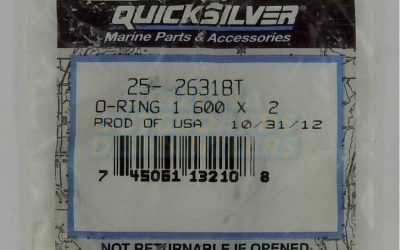 QUICKSILVER
Marine Parts & Accessories
25- 26318T
O-RING 1 600 X 2
PROD OF USA 10/31/12
7 45061 13210 8
NOT RETURNABLE IF OPENED